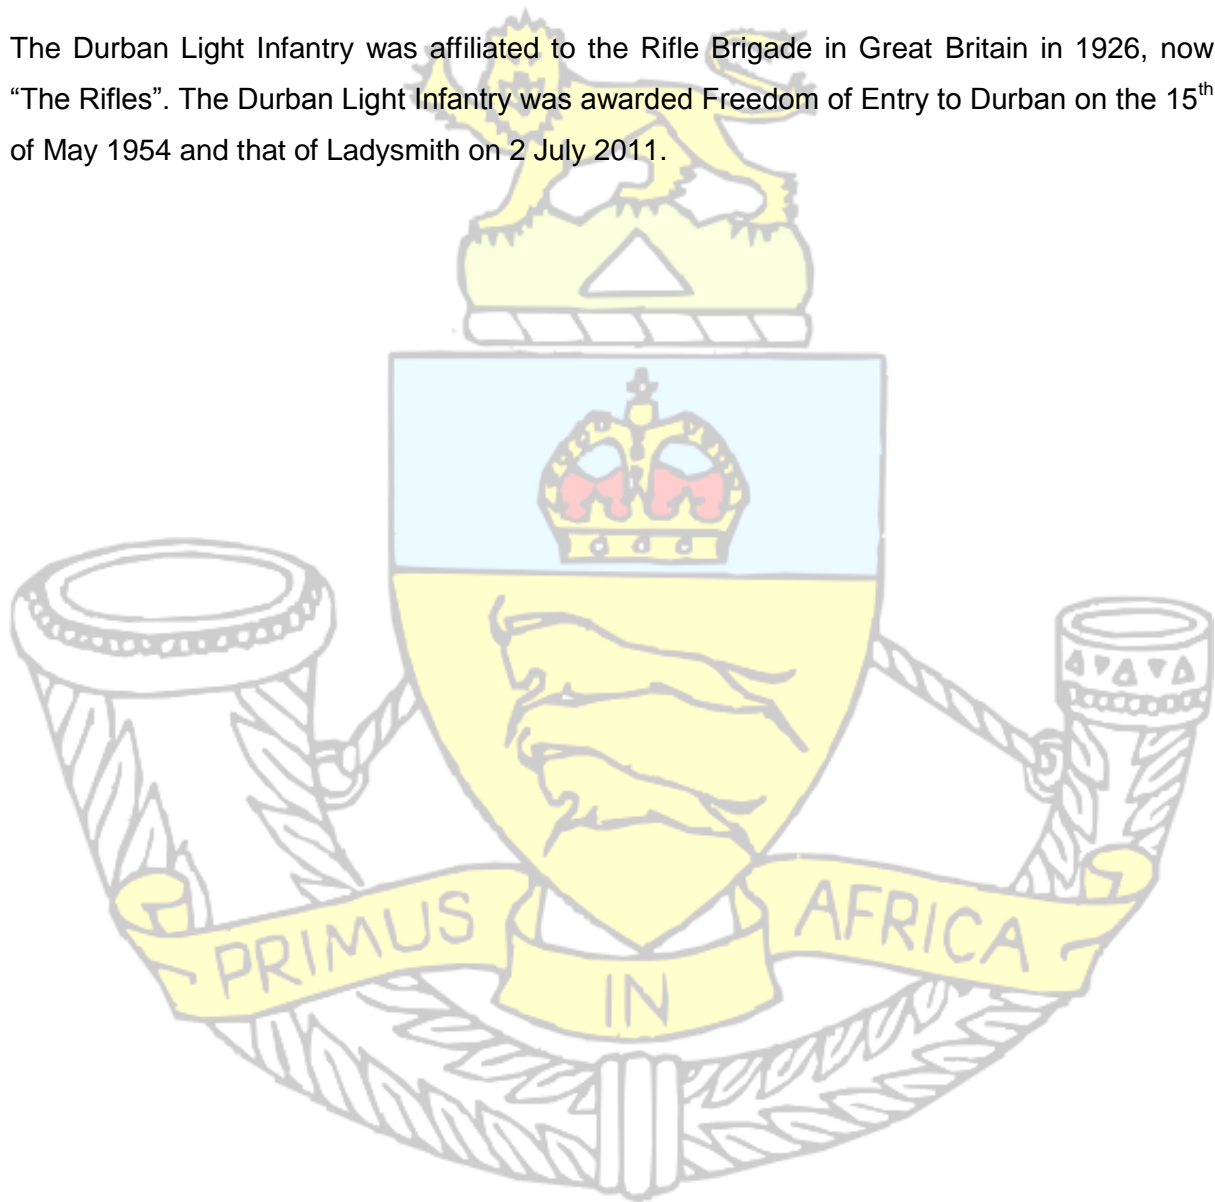 The Durban Light Infantry was affiliated to the Rifle Brigade in Great Britain in 1926, now
“The Rifles”. The Durban Light Infantry was awarded Freedom of Entry to Durban on the 15th
of May 1954 and that of Ladysmith on 2 July 2011.
PRIMUS
IN
AFRICA